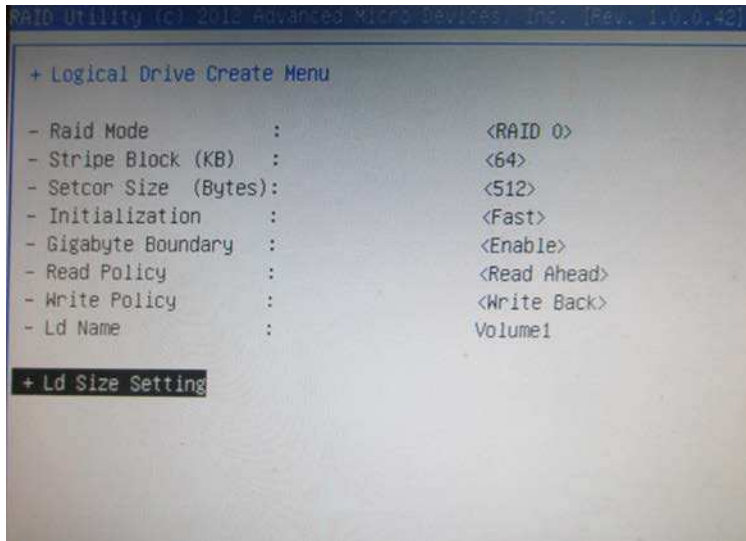 RAID Utility (c) 2012 Advanced Micro Devices, Inc. [Rev. 1.0.0.42]
+ Logical Drive Create Menu
- Raid Mode : <RAID 0>
- Stripe Block (KB) : <64>
- Setcor Size (Bytes): <512>
- Initialization : <Fast>
- Gigabyte Boundary : <Enable>
- Read Policy : <Read Ahead>
- Write Policy : <Write Back>
- Ld Name : Volume1
+ Ld Size Setting